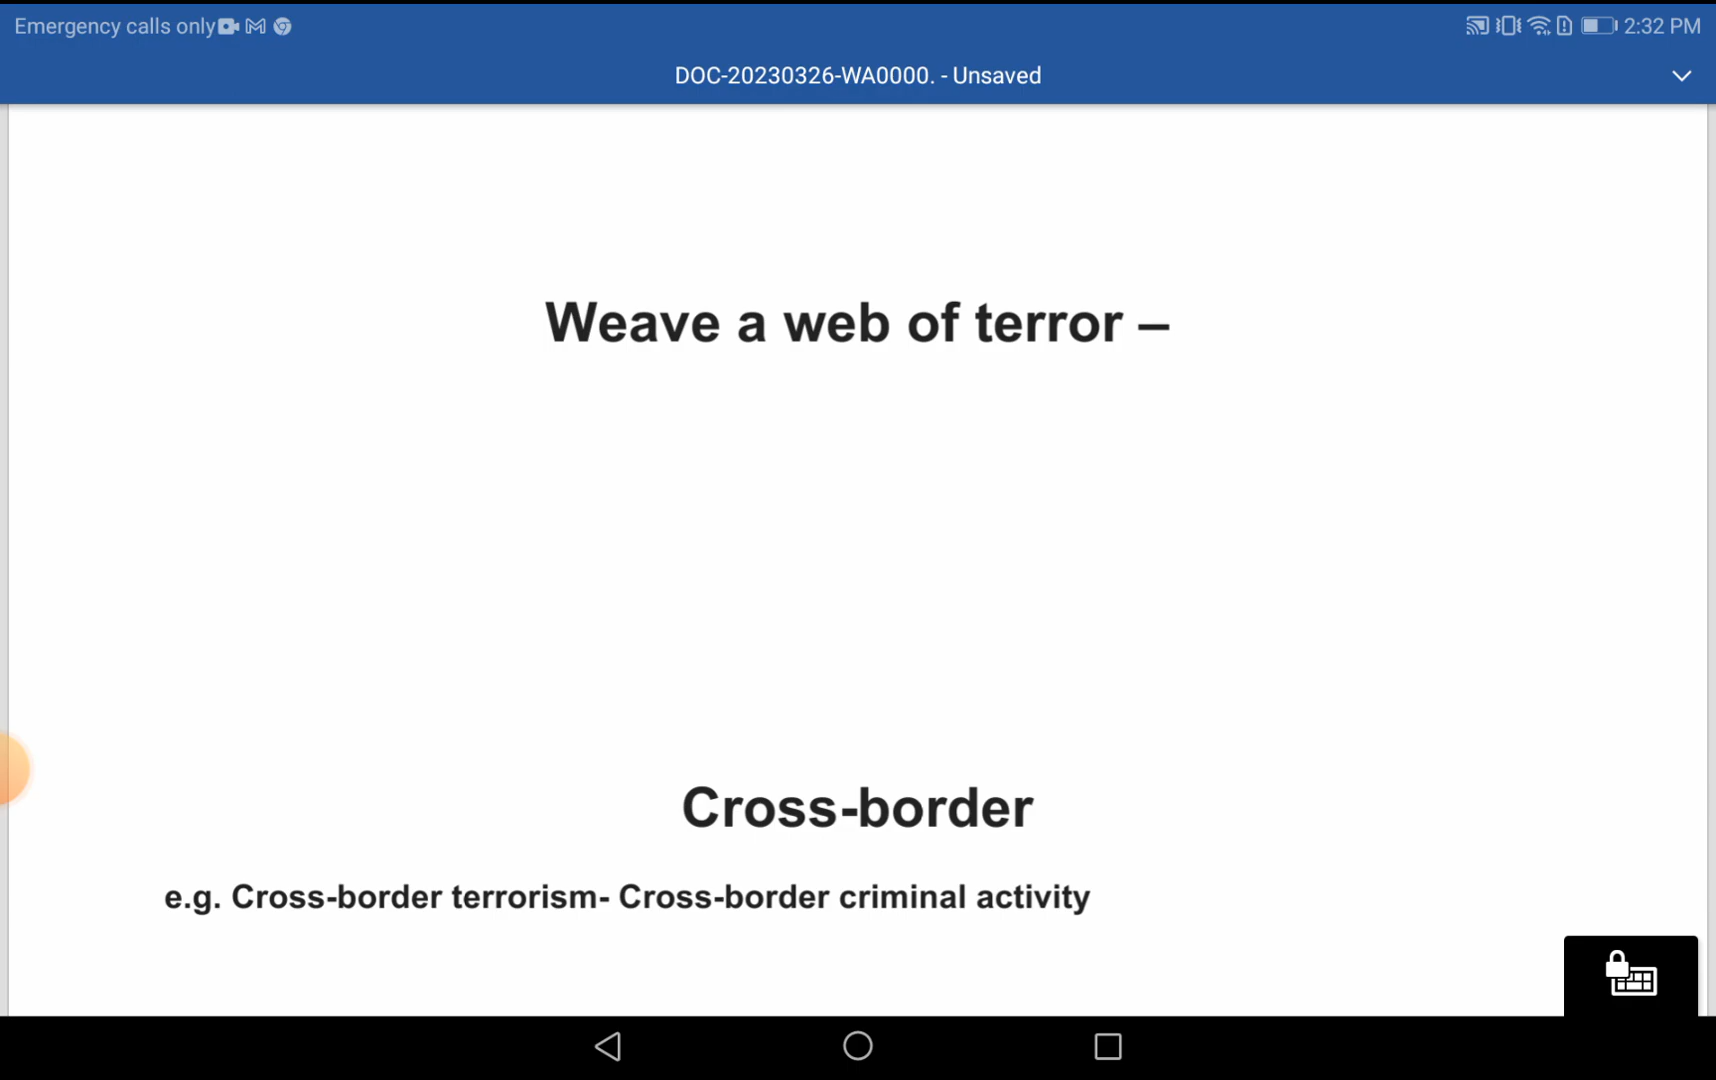 Emergency calls only
2:32 PM
DOC-20230326-WA0000. - Unsaved
Weave a web of terror –
Cross-border
e.g. Cross-border terrorism- Cross-border criminal activity